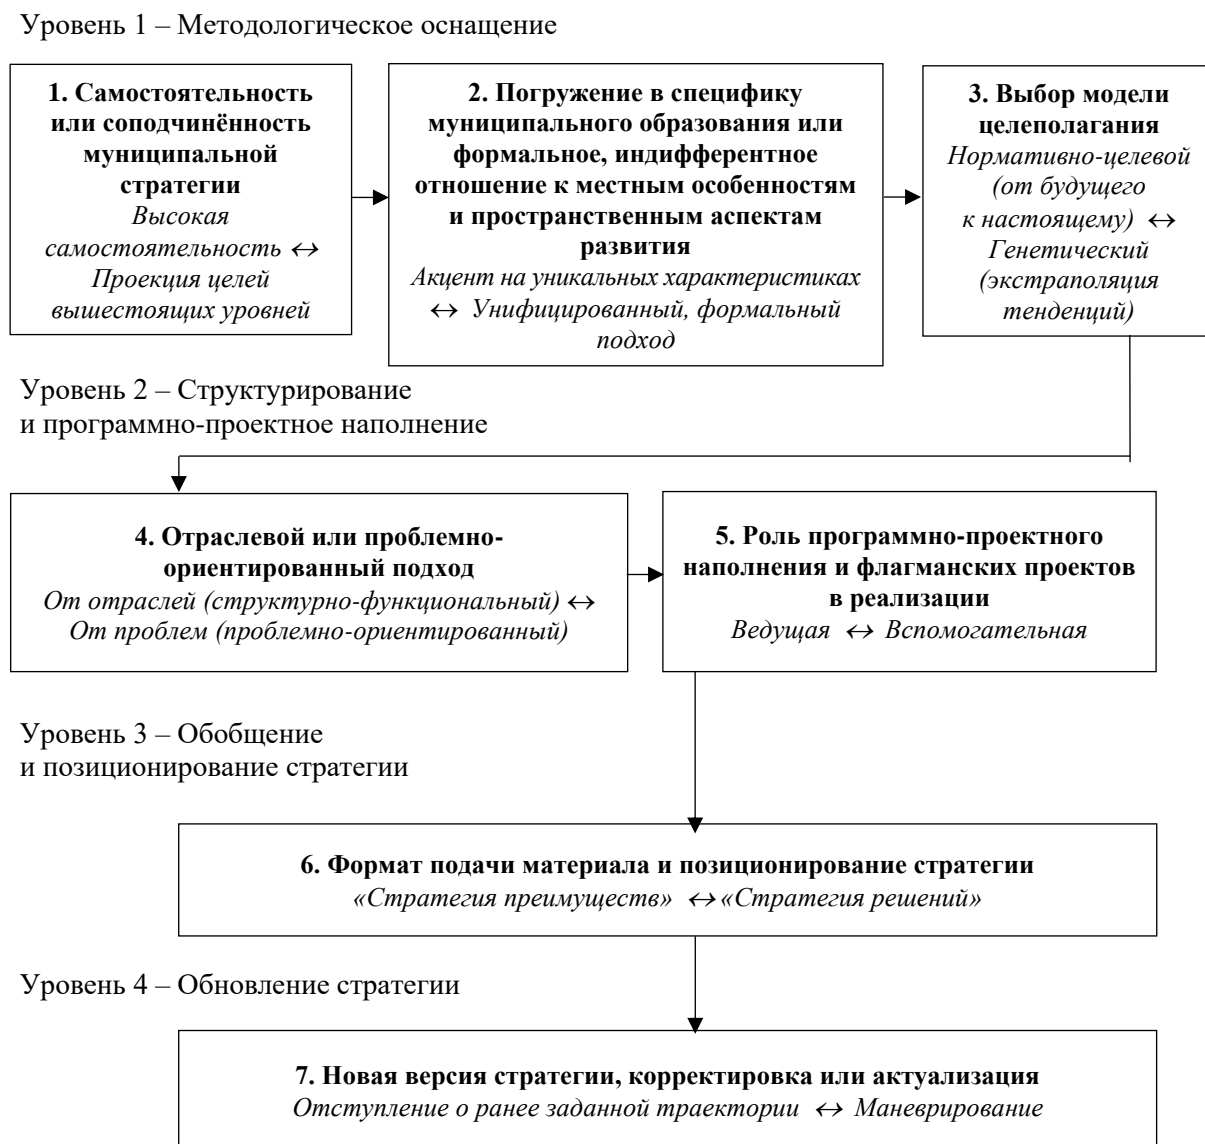 Уровень 1 – Методологическое оснащение
1. Самостоятельность
или соподчинённость
муниципальной
стратегии
Высокая
самостоятельность ↔
Проекция целей
вышестоящих уровней
2. Погружение в специфику
муниципального образования или
формальное, индифферентное
отношение к местным особенностям
и пространственным аспектам
развития
Акцент на уникальных характеристиках
↔ Унифицированный, формальный
подход
3. Выбор модели
целеполагания
Нормативно-целевой
(от будущего
к настоящему) ↔
Генетический
(экстраполяция
тенденций)
Уровень 2 – Структурирование
и программно-проектное наполнение
4. Отраслевой или проблемно-
ориентированный подход
От отраслей (структурно-функциональный) ↔
От проблем (проблемно-ориентированный)
5. Роль программно-проектного
наполнения и флагманских проектов
в реализации
Ведущая ↔ Вспомогательная
Уровень 3 – Обобщение
и позиционирование стратегии
6. Формат подачи материала и позиционирование стратегии
«Стратегия преимуществ» ↔ «Стратегия решений»
Уровень 4 – Обновление стратегии
7. Новая версия стратегии, корректировка или актуализация
Отступление о ранее заданной траектории ↔ Маневрирование